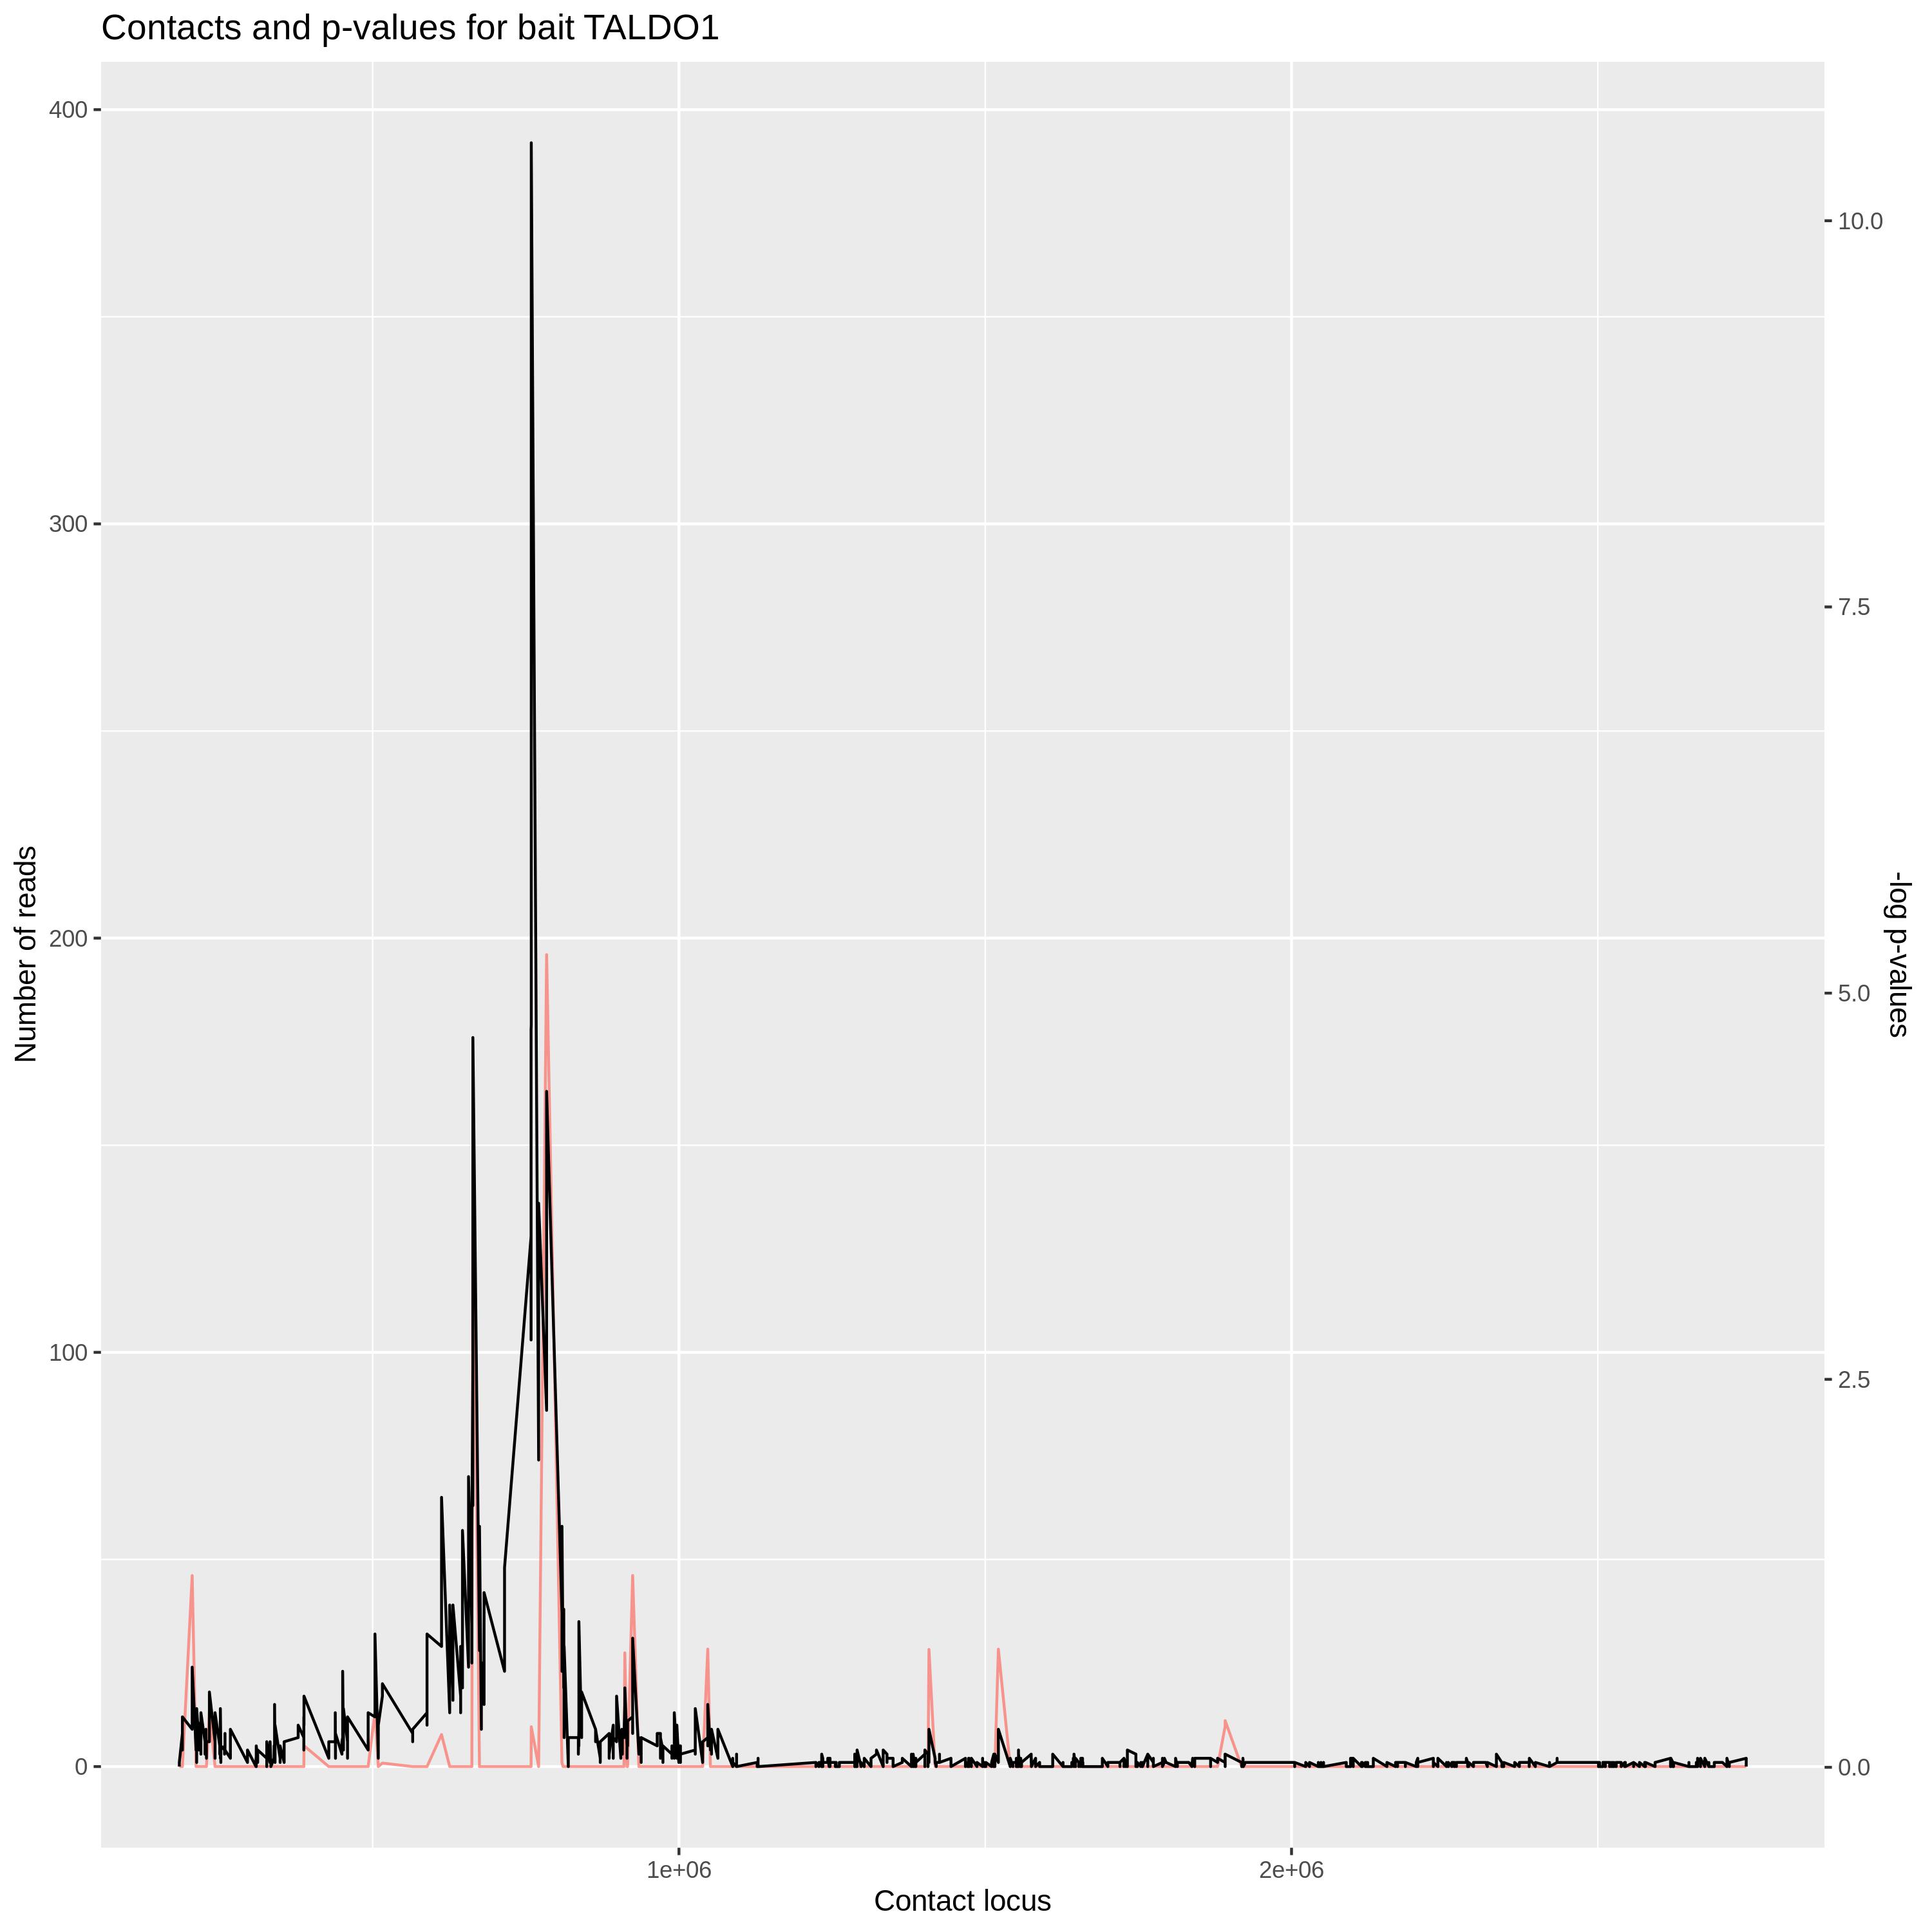 Contacts and p-values for bait TALDO1
400
300
200
100
0
Number of reads
10.0
7.5
5.0
2.5
0.0
-log p-values
1e+06
2e+06
Contact locus